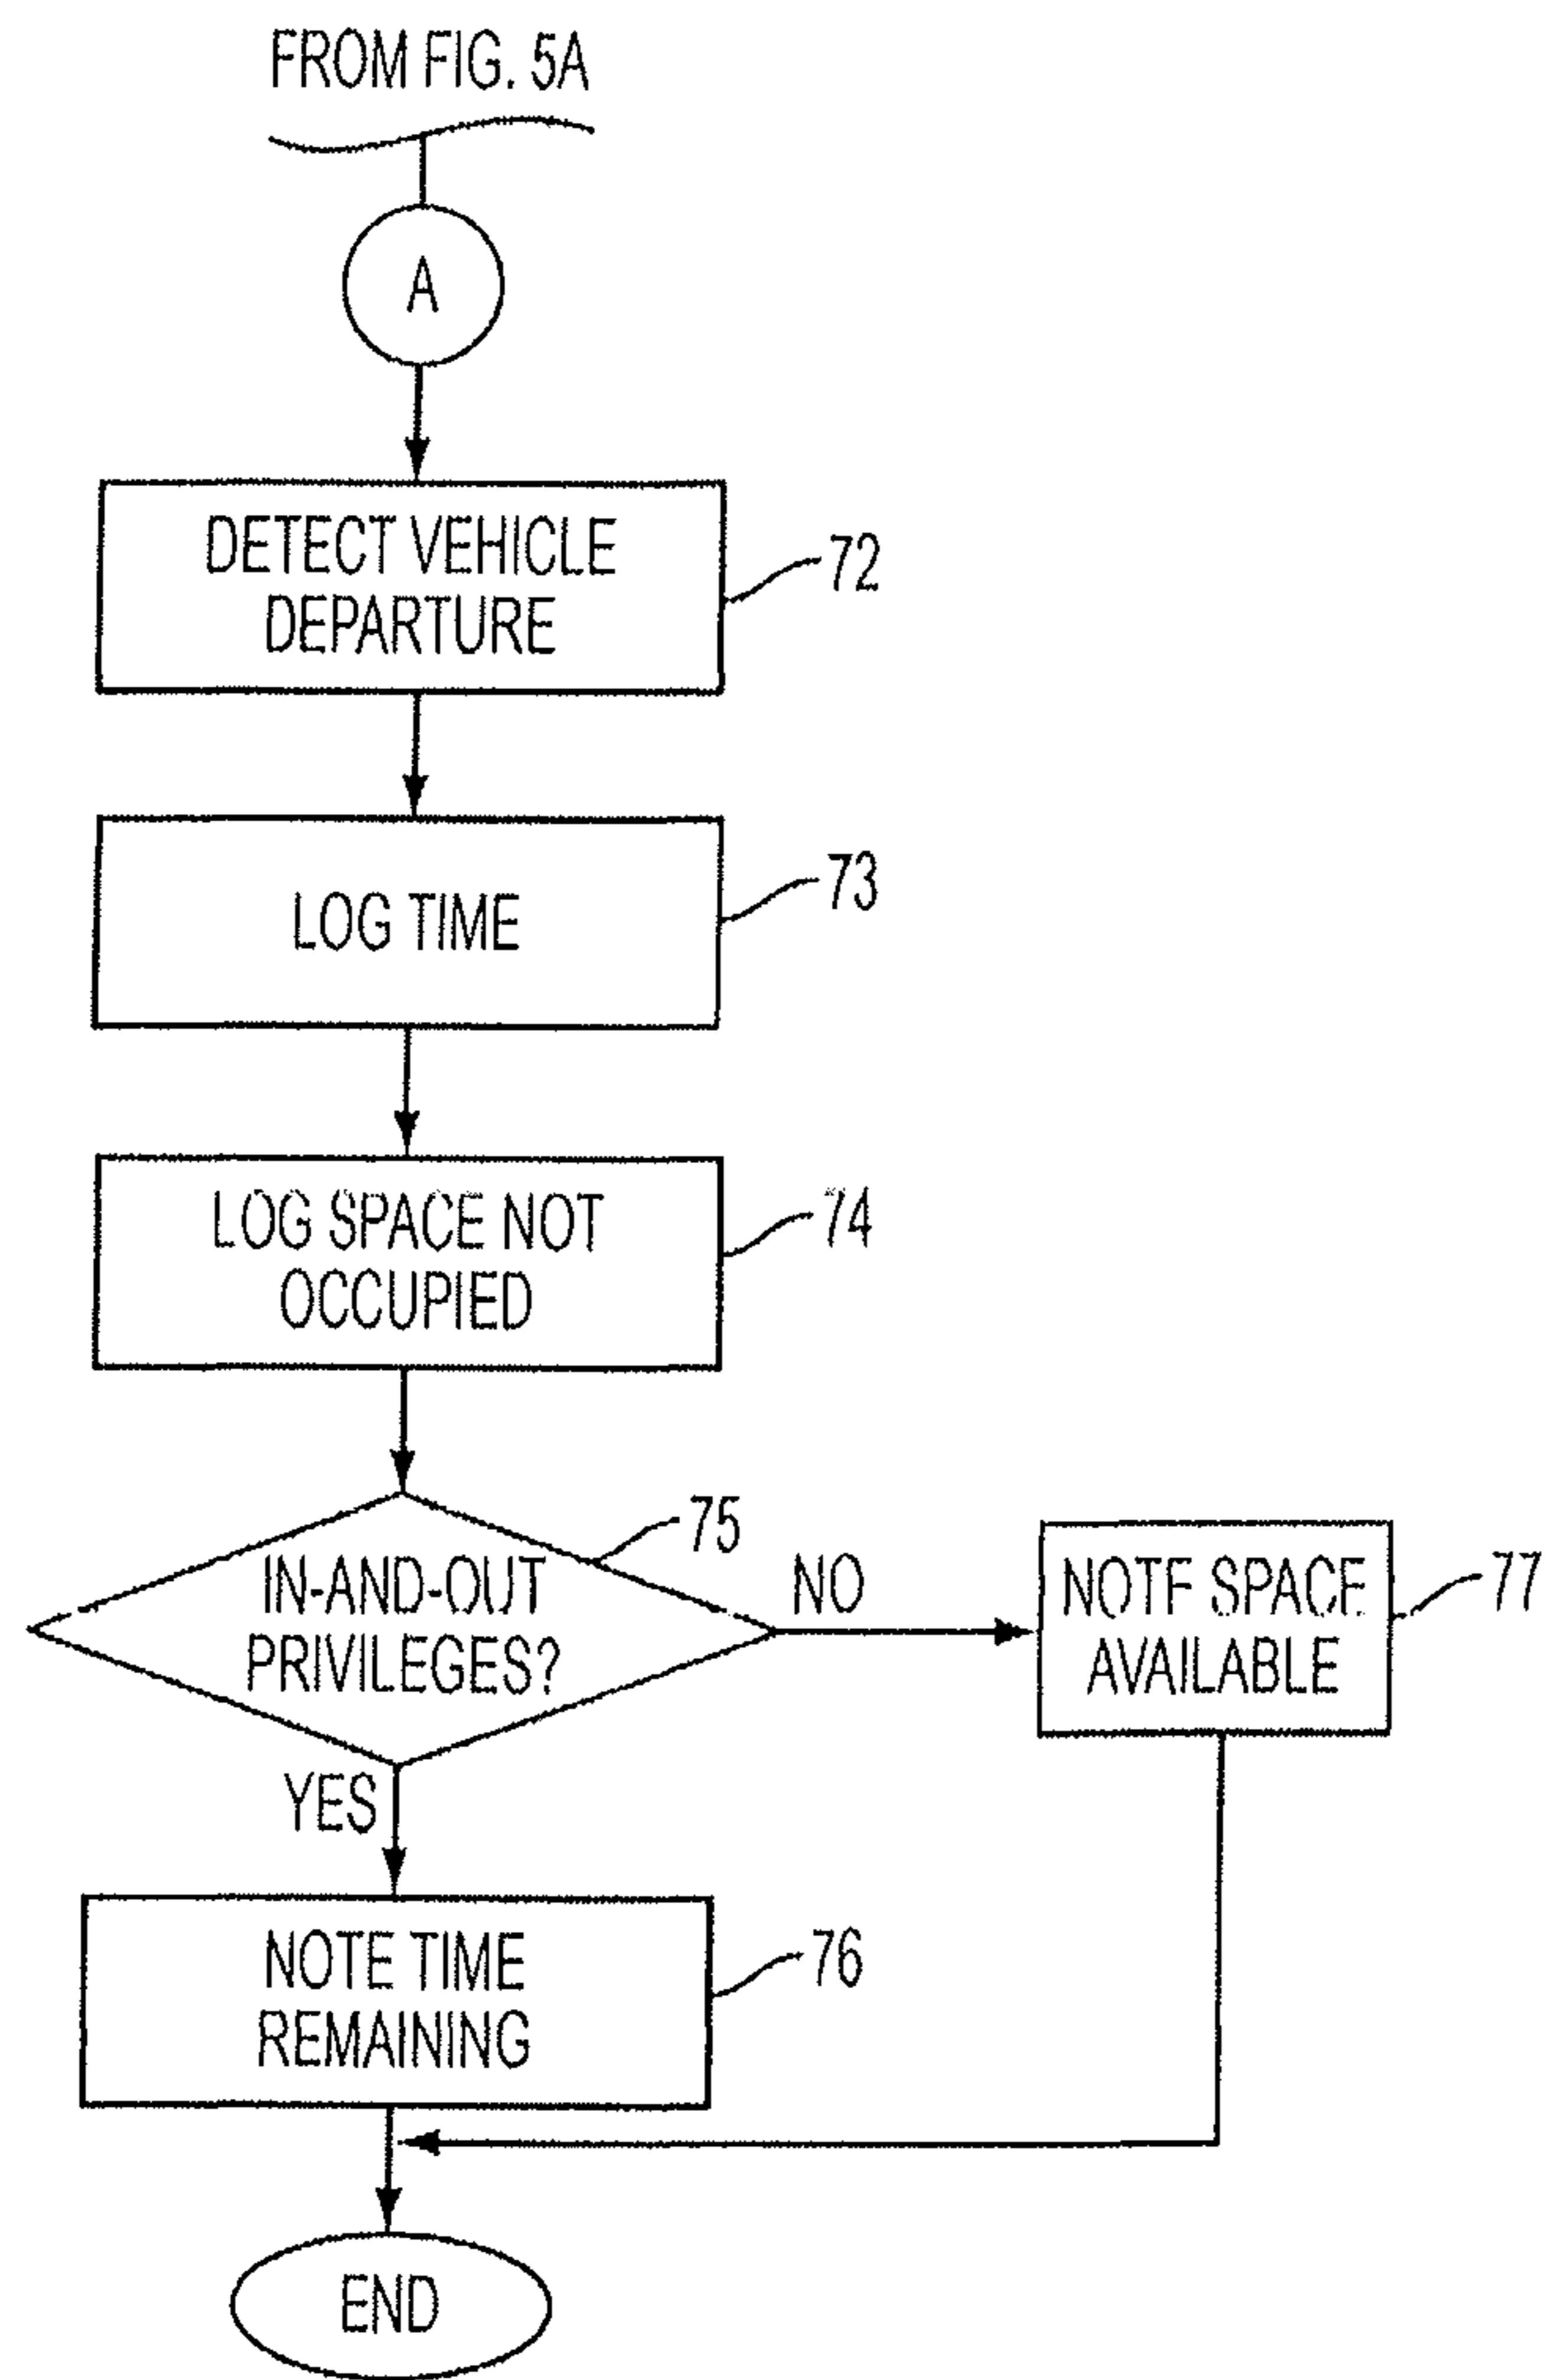 FROM FIG. 5A
A
DETECT VEHICLE
DEPARTURE
72
LOG TIME
73
LOG SPACE NOT
OCCUPIED
74
75
IN-AND-OUT
PRIVILEGES?
NO
NOTE SPACE
AVAILABLE
77
YES
NOTE TIME
REMAINING
76
END